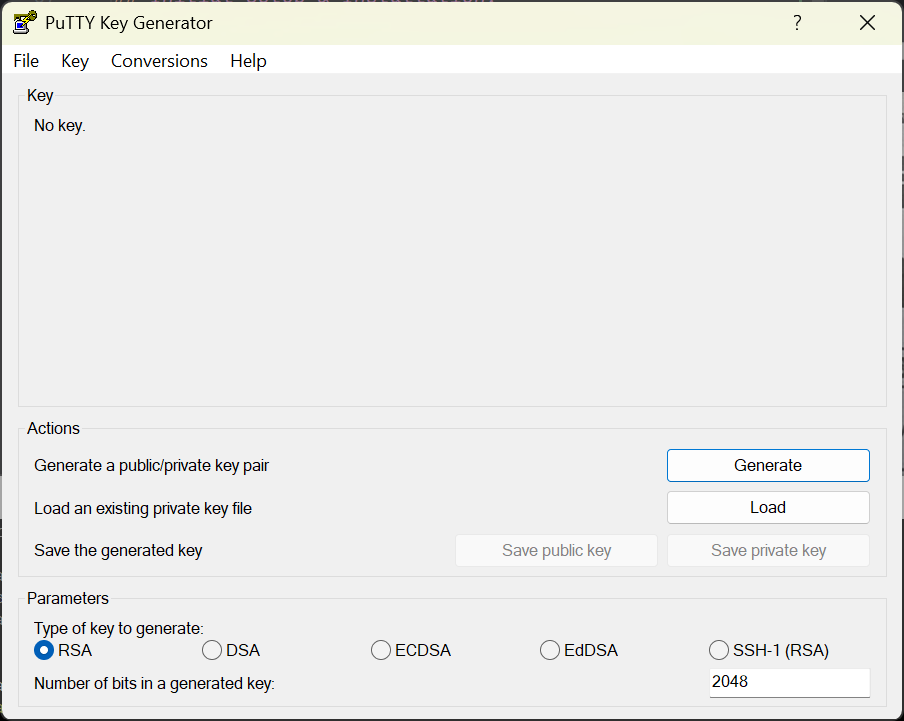 PuTTY Key Generator
?
File Key Conversions Help
Key
No key.
Actions
Generate a public/private key pair
Generate
Load an existing private key file
Load
Save the generated key
Save public key
Save private key
Parameters
Type of key to generate:
RSA
DSA
ECDSA
EdDSA
SSH-1 (RSA)
Number of bits in a generated key:
2048